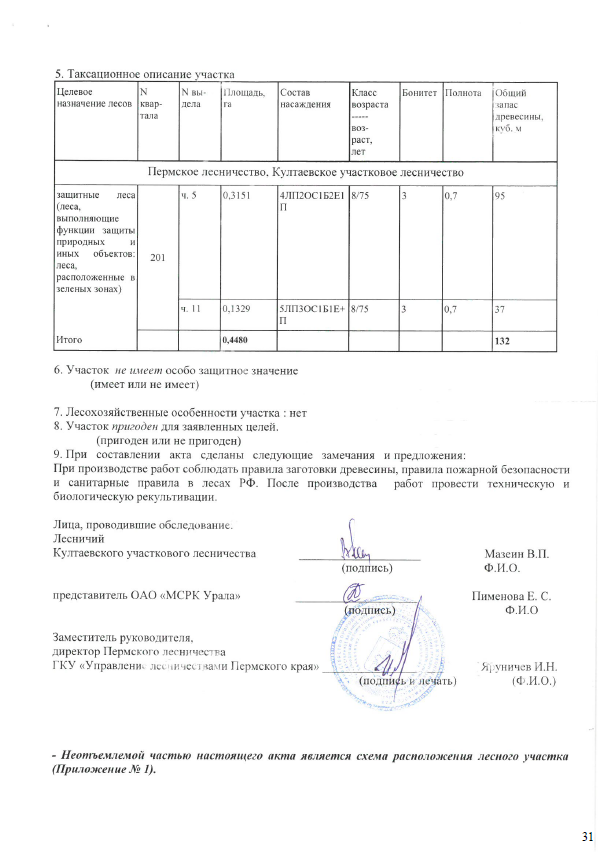 5. Таксационное описание участка
Целевое назначение лесов
N квар- тала
N вы- дела
Площадь, га
Состав насаждения
Класс возраста ----- воз- раст, лет
Бонитет
Полнота
Общий запас древесины, куб. м
Пермское лесничество, Култаевское участковое лесничество
защитные леса
(леса,
выполняющие
функции защиты
природных и
иных объектов:
леса,
расположенные в
зеленых зонах)
201
ч. 5
0,3151
4ЛП2ОС1Б2Е1
П
8/75
3
0,7
95
ч. 11
0,1329
5ЛП3ОС1Б1Е+
П
8/75
3
0,7
37
Итого
0,4480
132
6. Участок не имеет особо защитное значение
(имеет или не имеет)
7. Лесохозяйственные особенности участка : нет
8. Участок пригоден для заявленных целей.
(пригоден или не пригоден)
9. При составлении акта сделаны следующие замечания и предложения:
При производстве работ соблюдать правила заготовки древесины, правила пожарной безопасности
и санитарные правила в лесах РФ. После производства работ провести техническую и
биологическую рекультивации.
Лица, проводившие обследование.
Лесничий
Култаевского участкового лесничества
Мазеин В.П.
(подпись)
Ф.И.О.
представитель ОАО «МСРК Урала»
Пименова Е. С.
(подпись)
Ф.И.О
Заместитель руководителя,
директор Пермского лесничества
ГКУ «Управление лесничествами Пермского края»
Яруничев И.Н.
(подпись и печать)
(Ф.И.О.)
- Неотъемлемой частью настоящего акта является схема расположения лесного участка
(Приложение № 1).
31